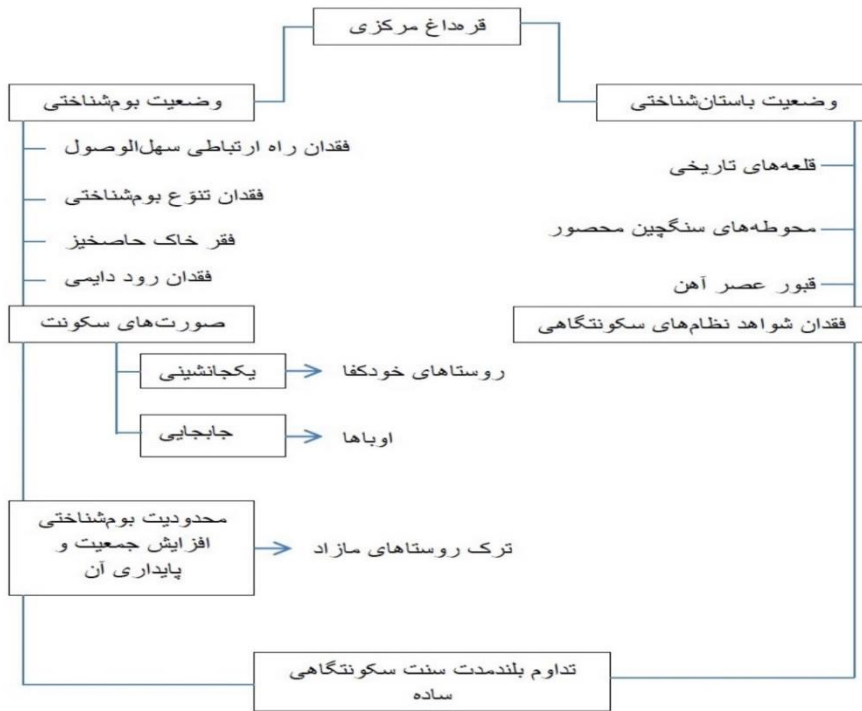 قره‌داغ مرکزی
وضعیت باستان‌شناختی
قلعه‌های تاریخی
محوطه‌های سنگچین محصور
قبور عصر آهن
فقدان شواهد نظام‌های سکونتگاهی
وضعیت بوم‌شناختی
فقدان راه ارتباطی سهل‌الوصول
فقدان تنوّع بوم‌شناختی
فقر خاک حاصخیز
فقدان رود دایمی
صورت‌های سکونت
یکجانشینی
روستاهای خودکفا
جابجایی
اوباها
محدودیت بوم‌شناختی
افزایش جمعیت و
پایداری آن
ترک روستاهای مازاد
تداوم بلندمدت سنت سکونتگاهی
ساده